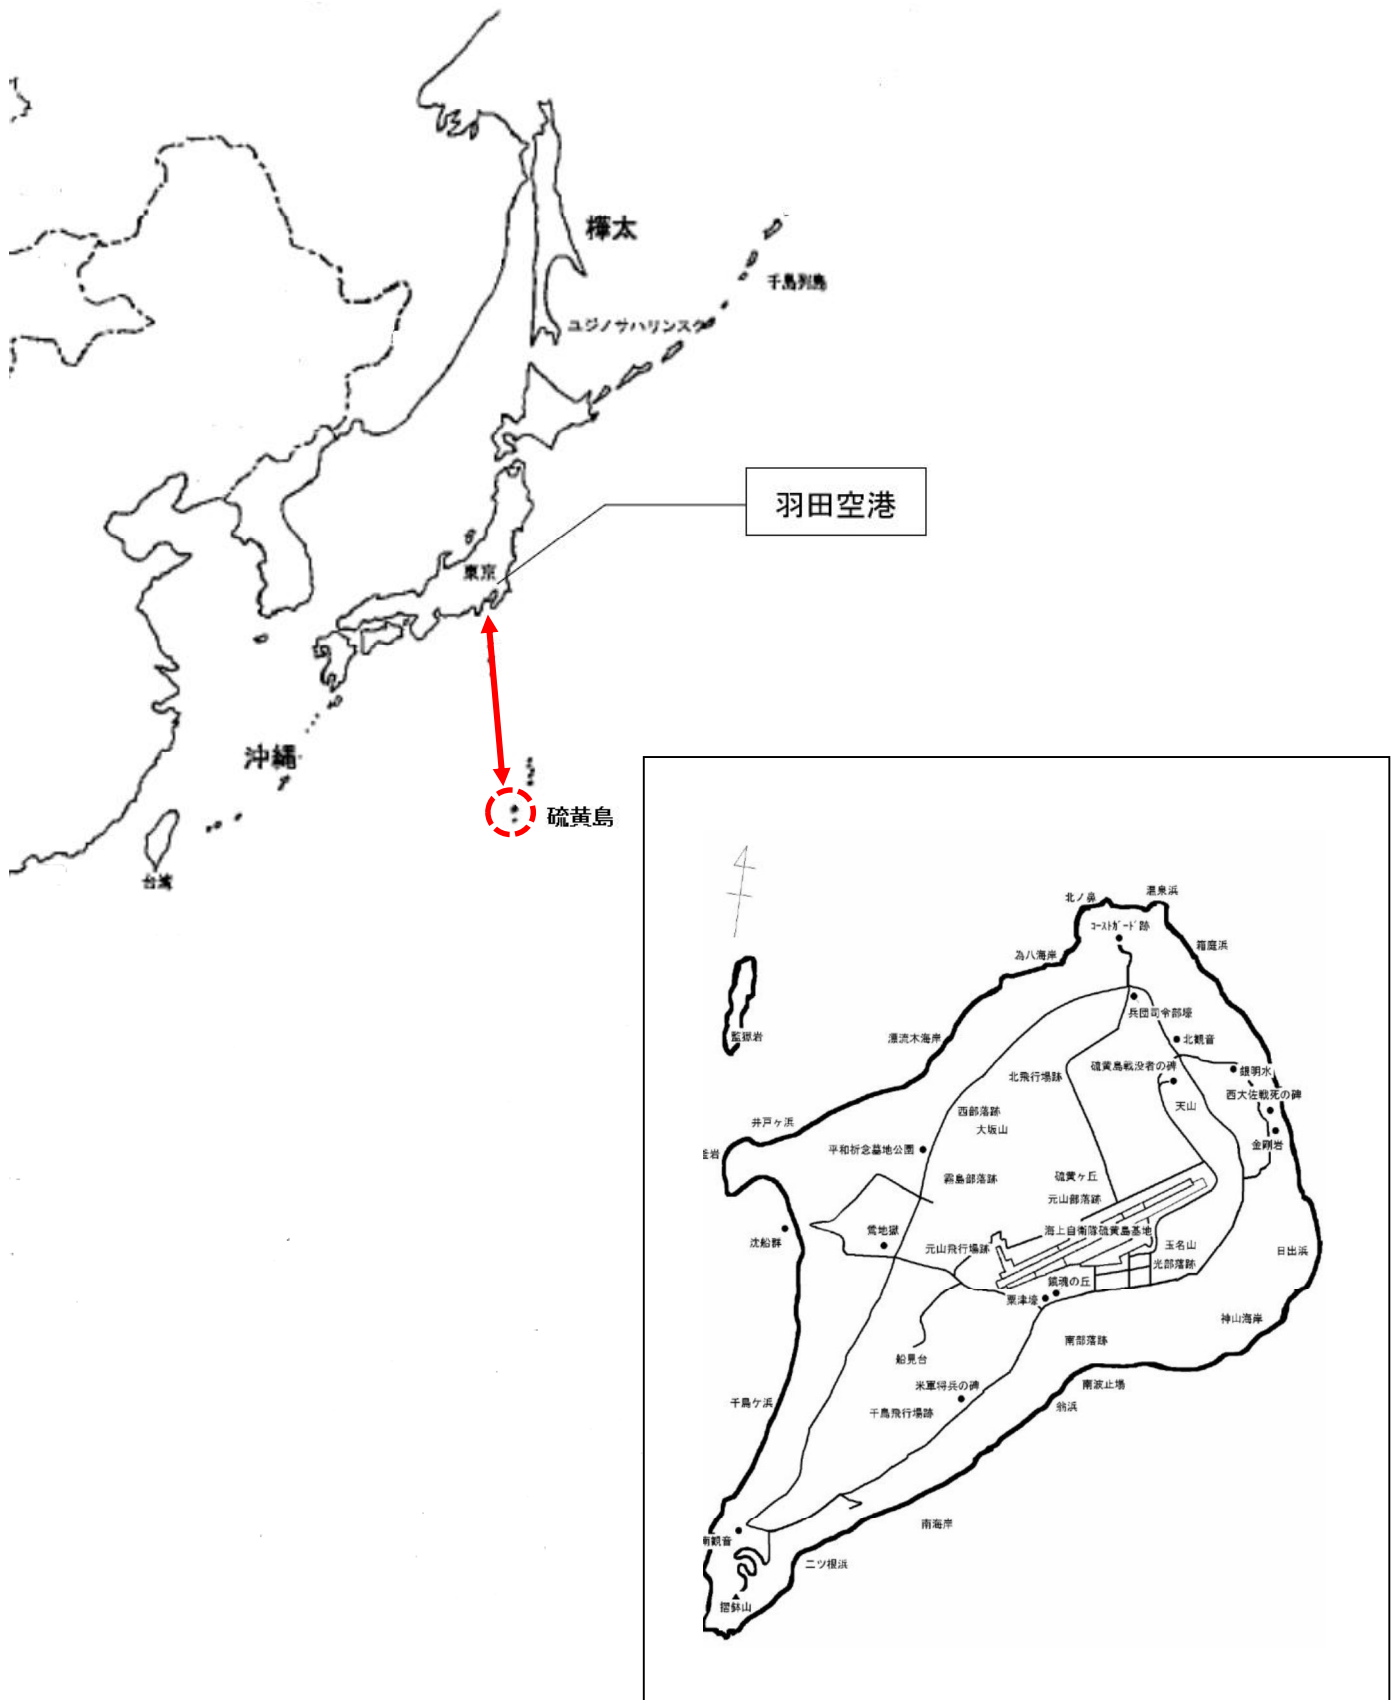 樺太
千島列島
ユジノサハリンスク
羽田空港
東京
沖縄
硫黄島
台湾
北ノ鼻
温泉浜
コーストガード跡
箱庭浜
為八海岸
監獄岩
漂流木海岸
兵団司令部壕
北観音
北飛行場跡
硫黄島戦没者の碑
銀明水
西大佐戦死の碑
天山
西部落跡
大坂山
井戸ヶ浜
平和祈念墓地公園
金剛岩
釜岩
霧島部落跡
硫黄ヶ丘
元山部落跡
沈船群
鶯地獄
元山飛行場跡
海上自衛隊硫黄島基地
玉名山
光部落跡
日出浜
鎮魂の丘
粟津壕
神山海岸
南部落跡
船見台
米軍将兵の碑
南波止場
千鳥ヶ浜
千鳥飛行場跡
翁浜
南海岸
南観音
二ツ根浜
摺鉢山